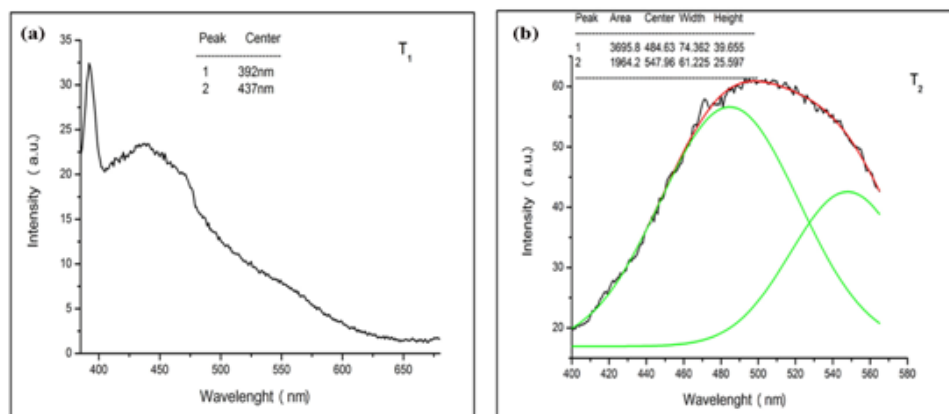 (a)
T1
Peak Center
1 392nm
2 437nm
35
30
25
20
15
10
5
0
Intensity ( a.u.)
400 450 500 550 600 650
Wavelenght ( nm)
(b)
T2
Peak Area Center Width Height
1 3695.8 484.63 74.362 39.655
2 1964.2 547.96 61.225 25.597
60
50
40
30
20
Intensity ( a.u.)
400 420 440 460 480 500 520 540 560 580
Wavelenght ( nm)